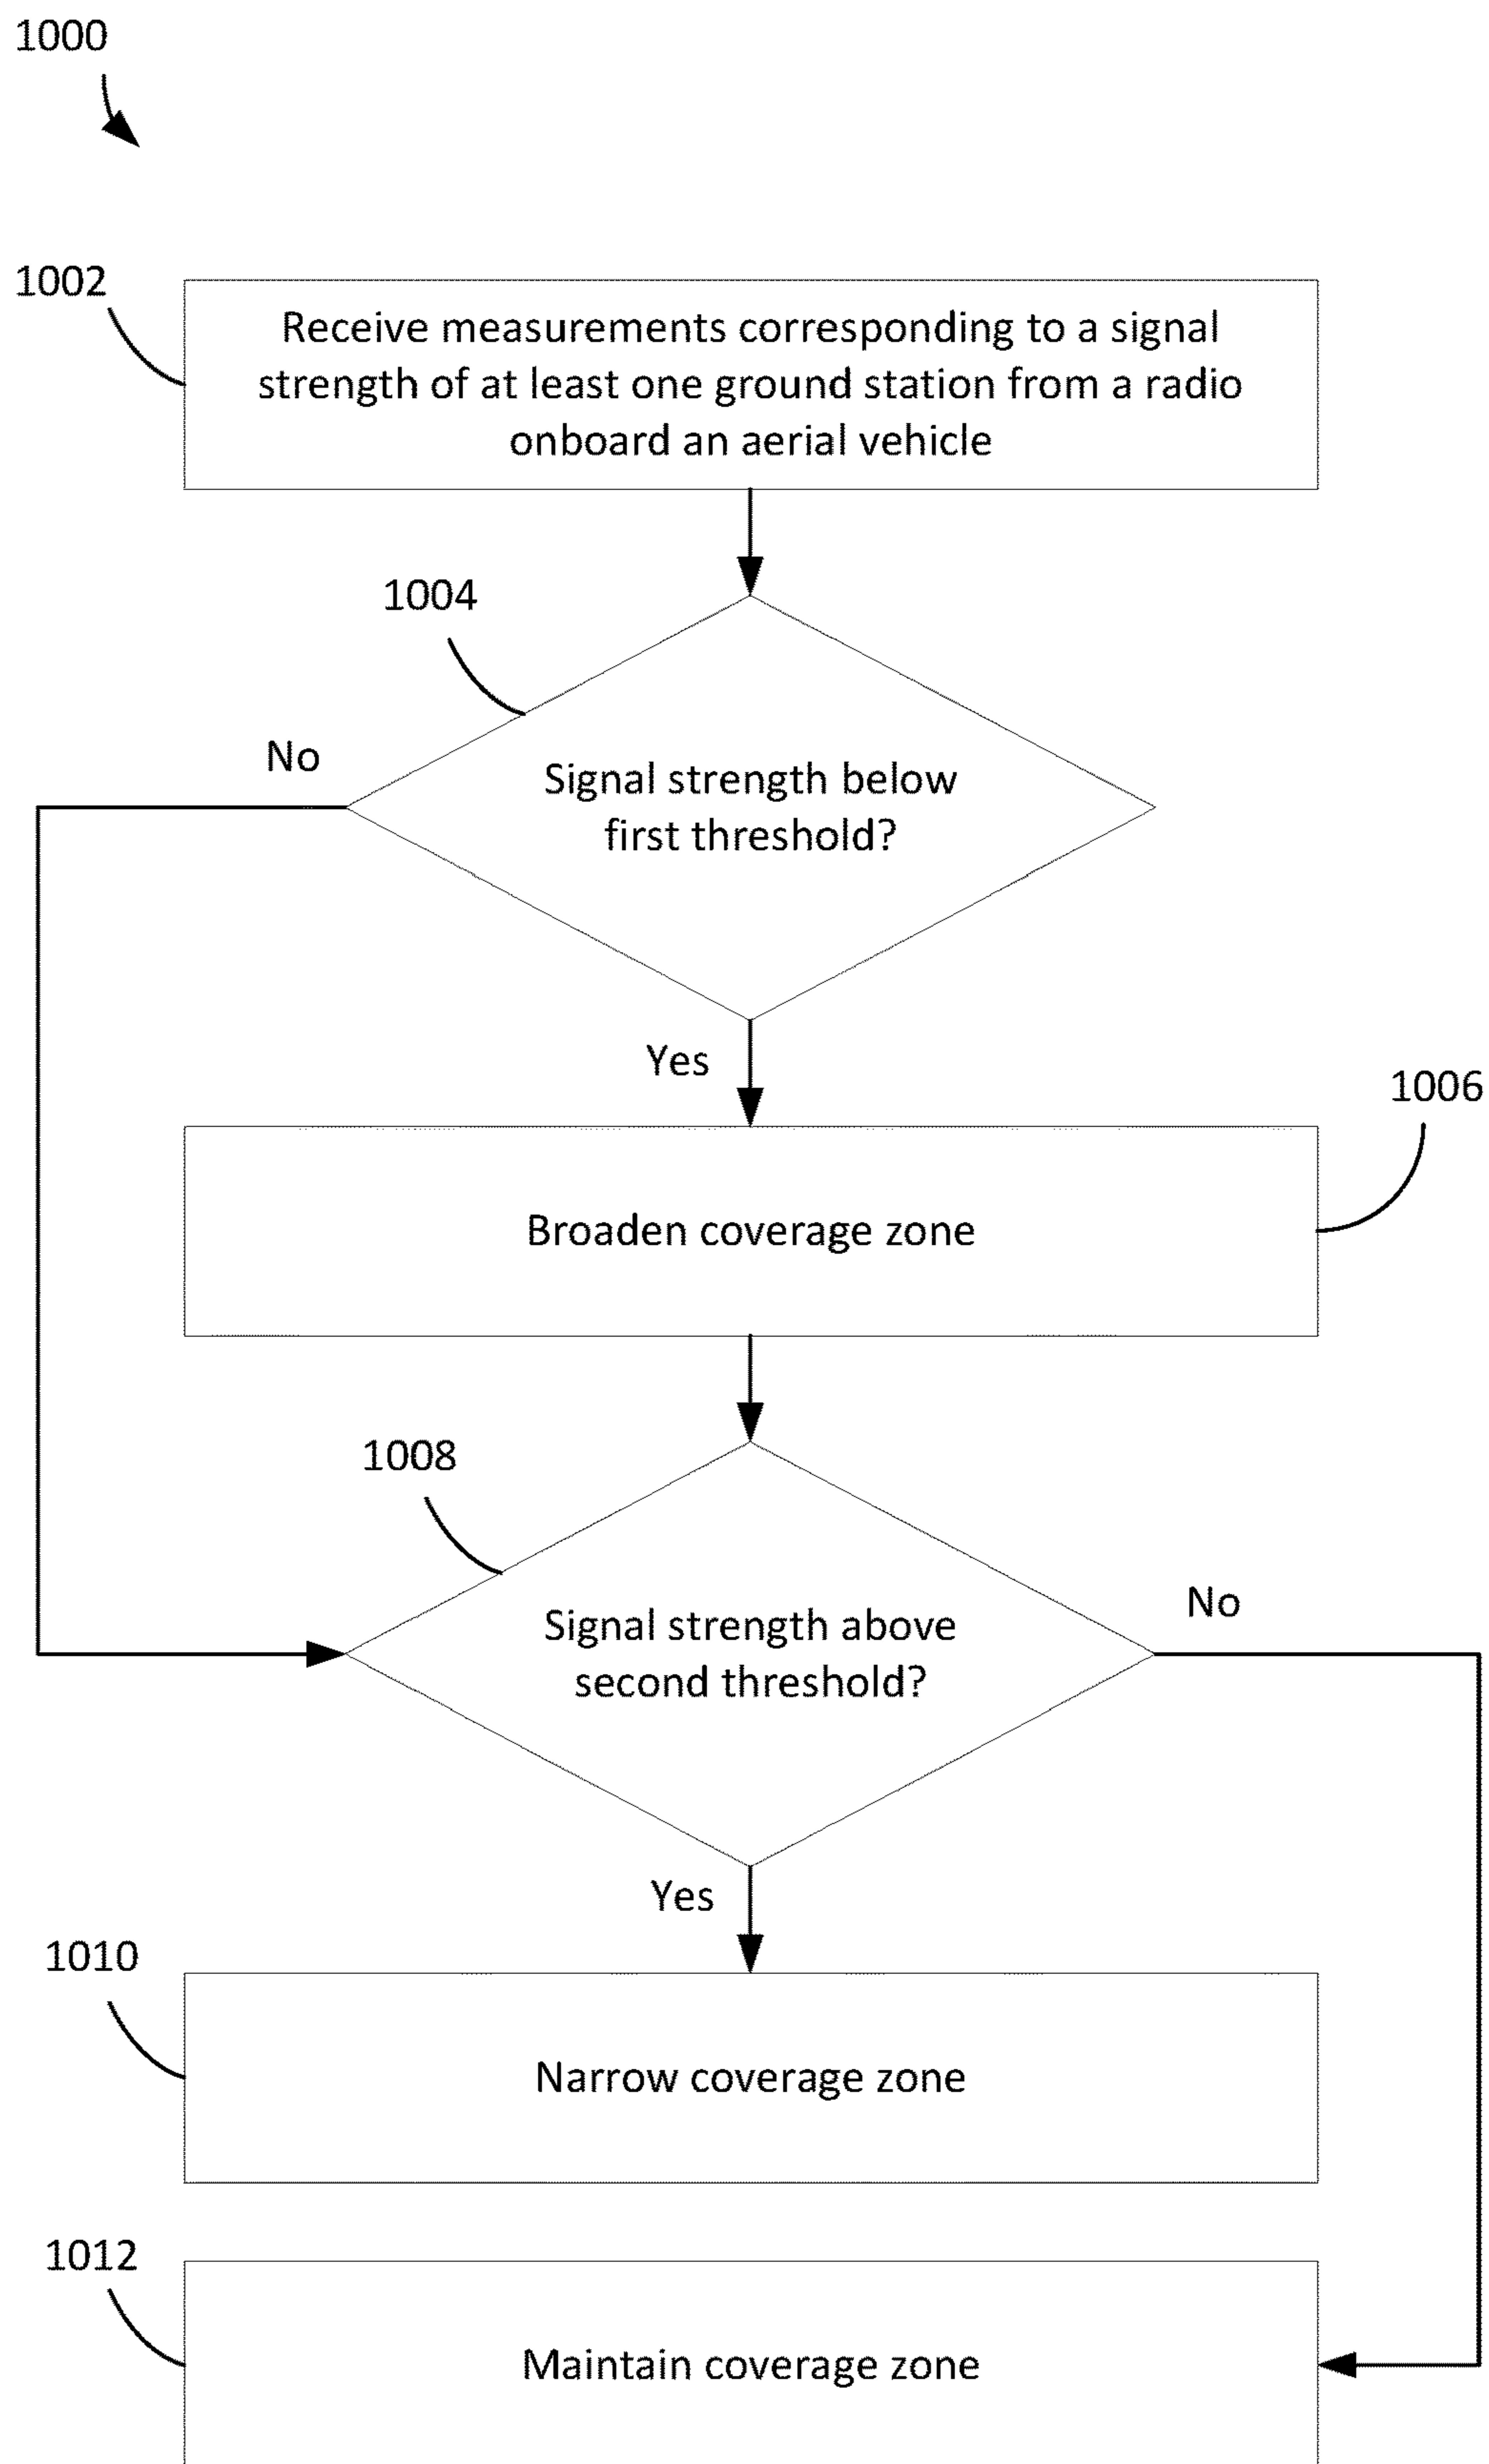 1000
1002
Receive measurements corresponding to a signal
strength of at least one ground station from a radio
onboard an aerial vehicle
1004
No
Signal strength below
first threshold?
Yes
1006
Broaden coverage zone
1008
No
Signal strength above
second threshold?
Yes
1010
Narrow coverage zone
1012
Maintain coverage zone